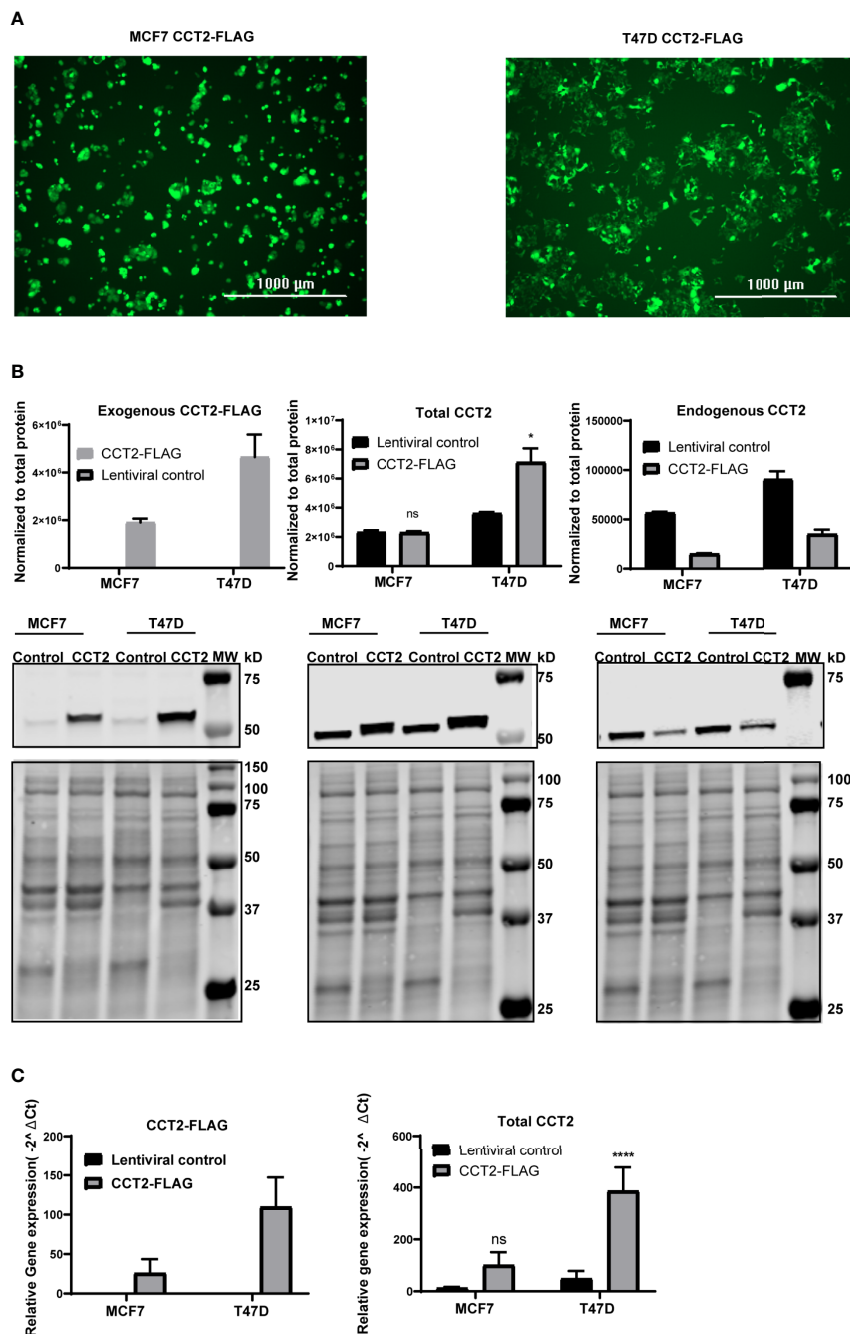 A
MCF7 CCT2-FLAG
T47D CCT2-FLAG
1000 µm
1000 µm
B
Exogenous CCT2-FLAG
Normalized to total protein
6×10⁶
4×10⁶
2×10⁶
0
CCT2-FLAG
Lentiviral control
MCF7
T47D
Total CCT2
Normalized to total protein
1×10⁷
8×10⁶
6×10⁶
4×10⁶
2×10⁶
0
Lentiviral control
CCT2-FLAG
ns
*
MCF7
T47D
Endogenous CCT2
Normalized to total protein
150000
100000
50000
0
Lentiviral control
CCT2-FLAG
MCF7
T47D
MCF7 T47D
Control CCT2 Control CCT2 MW kD
75
50
150
100
75
50
37
25
MCF7 T47D
Control CCT2 Control CCT2 MW kD
75
50
100
75
50
37
25
MCF7 T47D
Control CCT2 Control CCT2 MW kD
75
50
100
75
50
37
25
C
CCT2-FLAG
Relative Gene expression( -2^ ΔCt)
200
150
100
50
0
Lentiviral control
CCT2-FLAG
MCF7
T47D
Total CCT2
Relative gene expression( -2^ ΔCt)
600
400
200
0
Lentiviral control
CCT2-FLAG
ns
****
MCF7
T47D